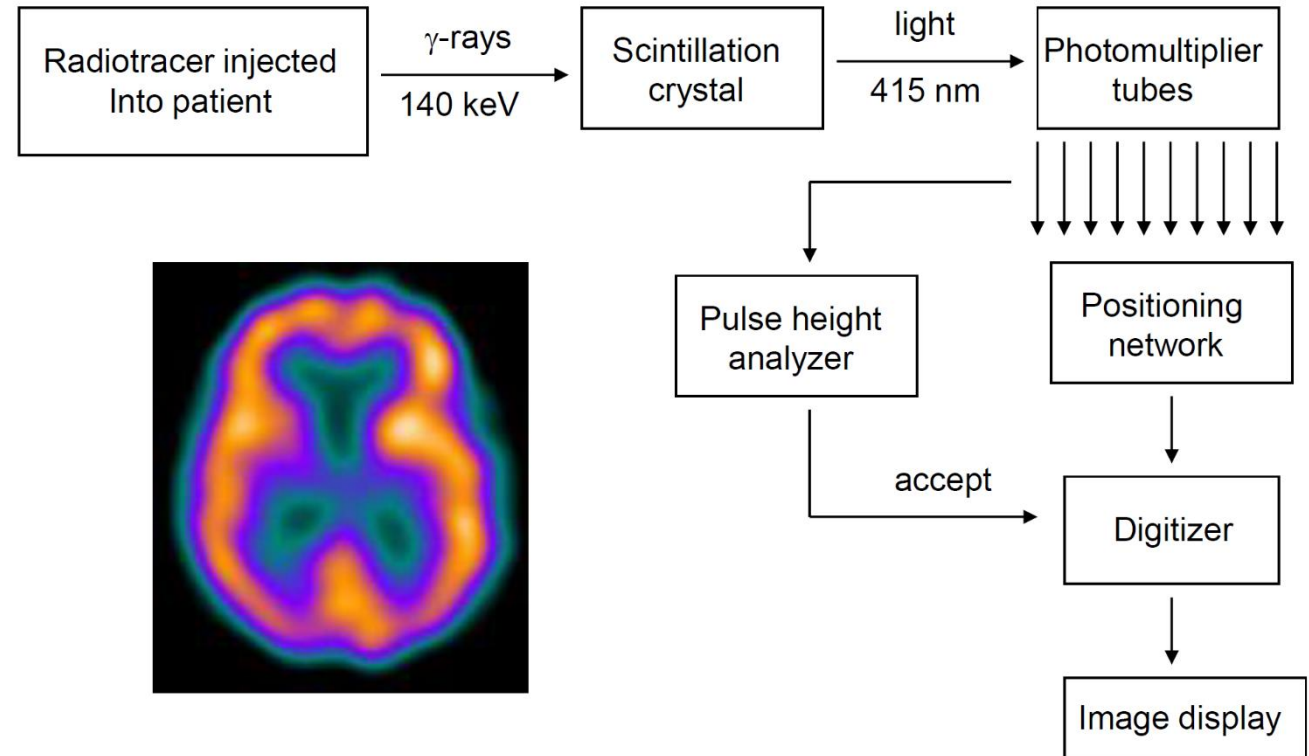 Radiotracer injected
Into patient
γ-rays
140 keV
Scintillation
crystal
light
415 nm
Photomultiplier
tubes
Pulse height
analyzer
Positioning
network
accept
Digitizer
Image display